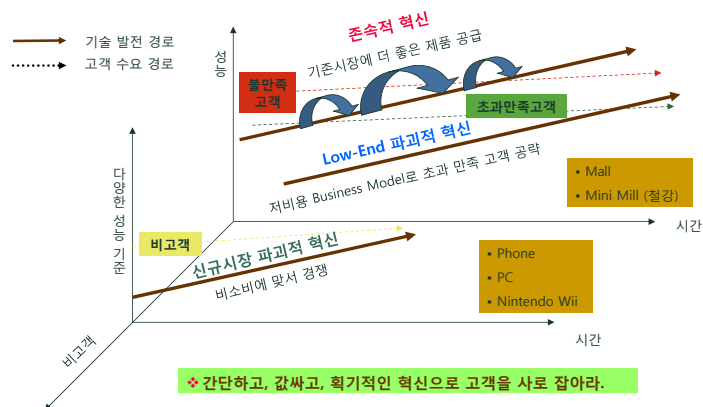 기술 발전 경로
고객 수요 경로
성능
존속적 혁신
기존시장에 더 좋은 제품 공급
불만족
고객
초과만족고객
Low-End 파괴적 혁신
저비용 Business Model로 초과 만족 고객 공략
• Mall
• Mini Mill (철강)
시간
다양한 성능 기준
비고객
신규시장 파괴적 혁신
비소비에 맞서 경쟁
• Phone
• PC
• Nintendo Wii
시간
비고객
❖ 간단하고, 값싸고, 획기적인 혁신으로 고객을 사로 잡아라.